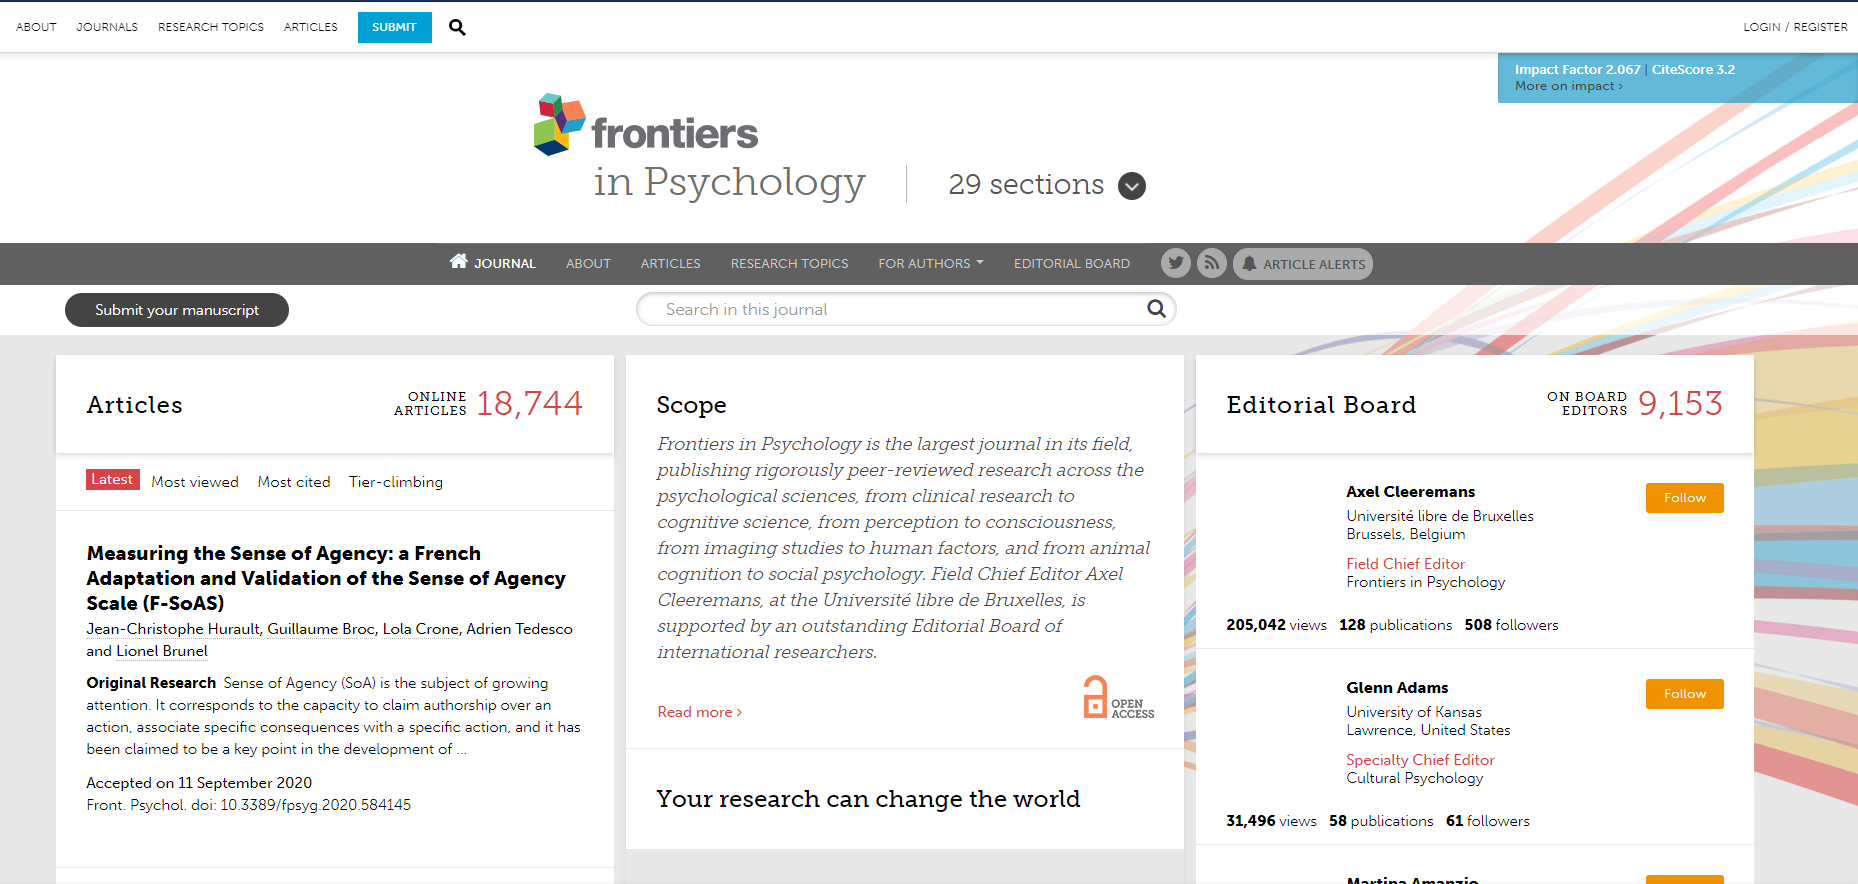 ABOUT JOURNALS RESEARCH TOPICS ARTICLES SUBMIT LOGIN / REGISTER
Impact Factor 2.067 | CiteScore 3.2
More on impact ›
frontiers
in Psychology
29 sections
JOURNAL ABOUT ARTICLES RESEARCH TOPICS FOR AUTHORS EDITORIAL BOARD ARTICLE ALERTS
Submit your manuscript
Search in this journal
Articles
ONLINE
ARTICLES
18,744
Latest Most viewed Most cited Tier-climbing
Measuring the Sense of Agency: a French
Adaptation and Validation of the Sense of Agency
Scale (F-SoAS)
Jean-Christophe Hurault, Guillaume Broc, Lola Crone, Adrien Tedesco
and Lionel Brunel
Original Research Sense of Agency (SoA) is the subject of growing
attention. It corresponds to the capacity to claim authorship over an
action, associate specific consequences with a specific action, and it has
been claimed to be a key point in the development of ...
Accepted on 11 September 2020
Front. Psychol. doi: 10.3389/fpsyg.2020.584145
Scope
Frontiers in Psychology is the largest journal in its field,
publishing rigorously peer-reviewed research across the
psychological sciences, from clinical research to
cognitive science, from perception to consciousness,
from imaging studies to human factors, and from animal
cognition to social psychology. Field Chief Editor Axel
Cleeremans, at the Université libre de Bruxelles, is
supported by an outstanding Editorial Board of
international researchers.
Read more ›
OPEN
ACCESS
Your research can change the world
Editorial Board
ON BOARD
EDITORS
9,153
Axel Cleeremans
Follow
Université libre de Bruxelles
Brussels, Belgium
Field Chief Editor
Frontiers in Psychology
205,042 views 128 publications 508 followers
Glenn Adams
Follow
University of Kansas
Lawrence, United States
Specialty Chief Editor
Cultural Psychology
31,496 views 58 publications 61 followers
Martina Amanzio